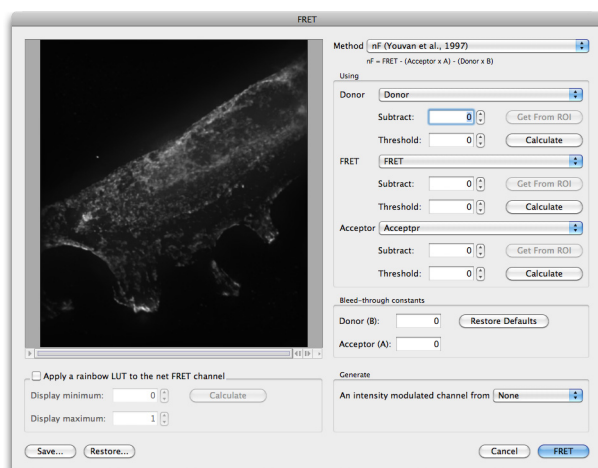 FRET
Method nF (Youvan et al., 1997)
nF = FRET - (Acceptor x A) - (Donor x B)
Using
Donor Donor
Subtract: 0 Get From ROI
Threshold: 0 Calculate
FRET FRET
Subtract: 0 Get From ROI
Threshold: 0 Calculate
Acceptor Acceptor
Subtract: 0 Get From ROI
Threshold: 0 Calculate
Bleed-through constants
Donor (B): 0 Restore Defaults
Acceptor (A): 0
Apply a rainbow LUT to the net FRET channel
Display minimum: 0 Calculate
Display maximum: 1
Generate
An intensity modulated channel from None
Save... Restore... Cancel FRET